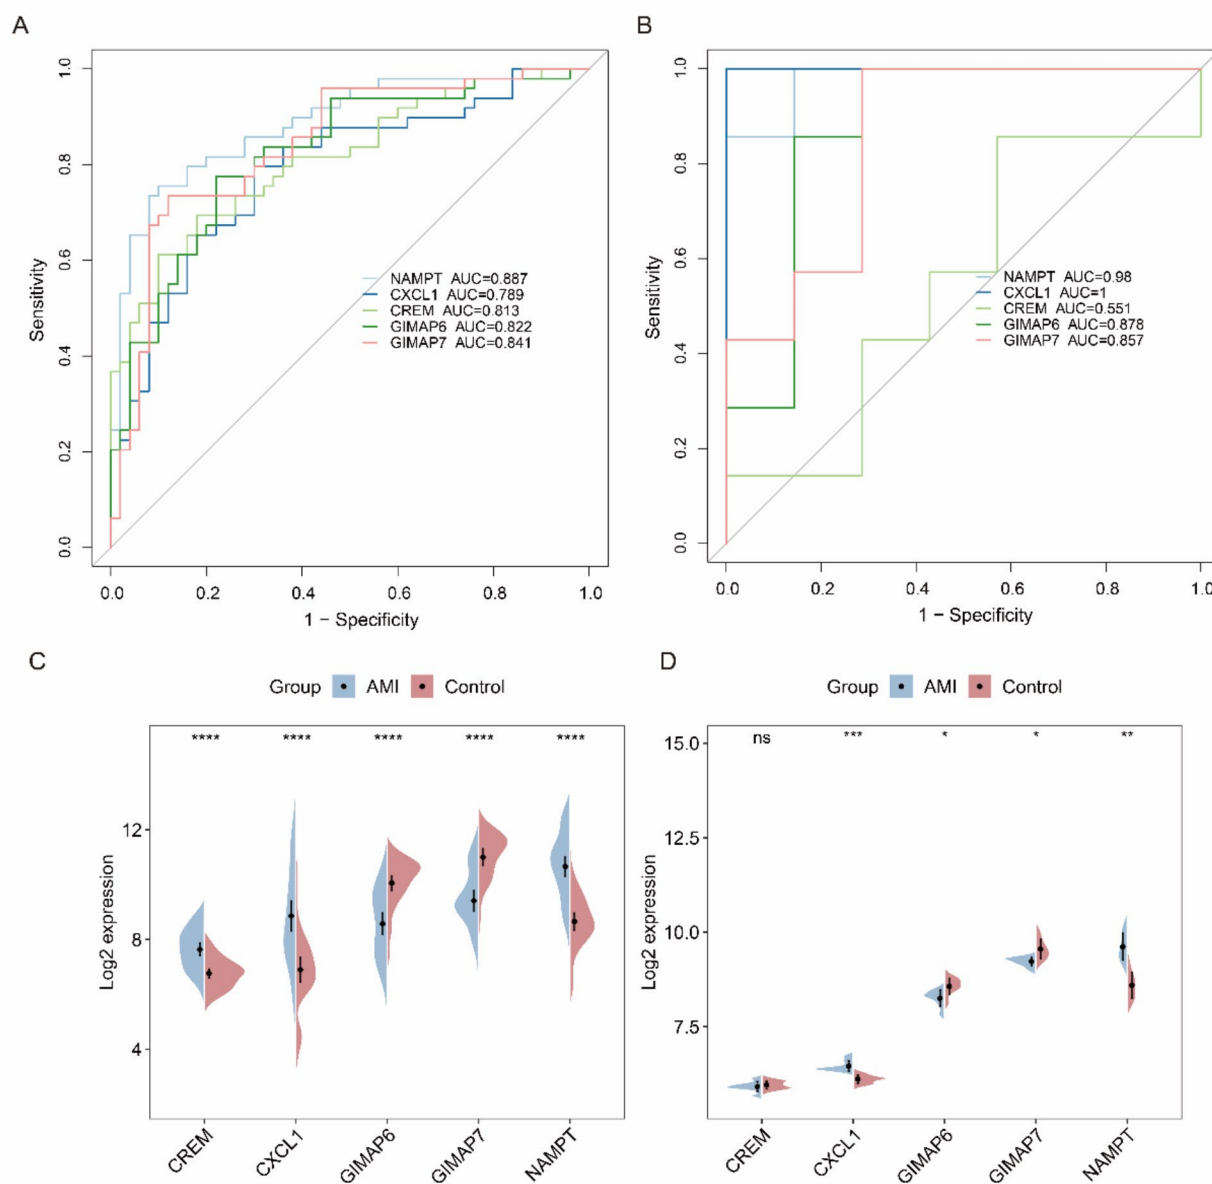 A
Sensitivity
1.0
0.8
0.6
0.4
0.2
0.0
NAMPT AUC=0.887
CXCL1 AUC=0.789
CREM AUC=0.813
GIMAP6 AUC=0.822
GIMAP7 AUC=0.841
0.0 0.2 0.4 0.6 0.8 1.0
1 − Specificity
B
Sensitivity
1.0
0.8
0.6
0.4
0.2
0.0
NAMPT AUC=0.98
CXCL1 AUC=1
CREM AUC=0.551
GIMAP6 AUC=0.878
GIMAP7 AUC=0.857
0.0 0.2 0.4 0.6 0.8 1.0
1 − Specificity
C
Group AMI Control
**** **** **** **** ****
Log2 expression
12
8
4
CREM CXCL1 GIMAP6 GIMAP7 NAMPT
D
Group AMI Control
ns *** * * **
Log2 expression
15.0
12.5
10.0
7.5
CREM CXCL1 GIMAP6 GIMAP7 NAMPT